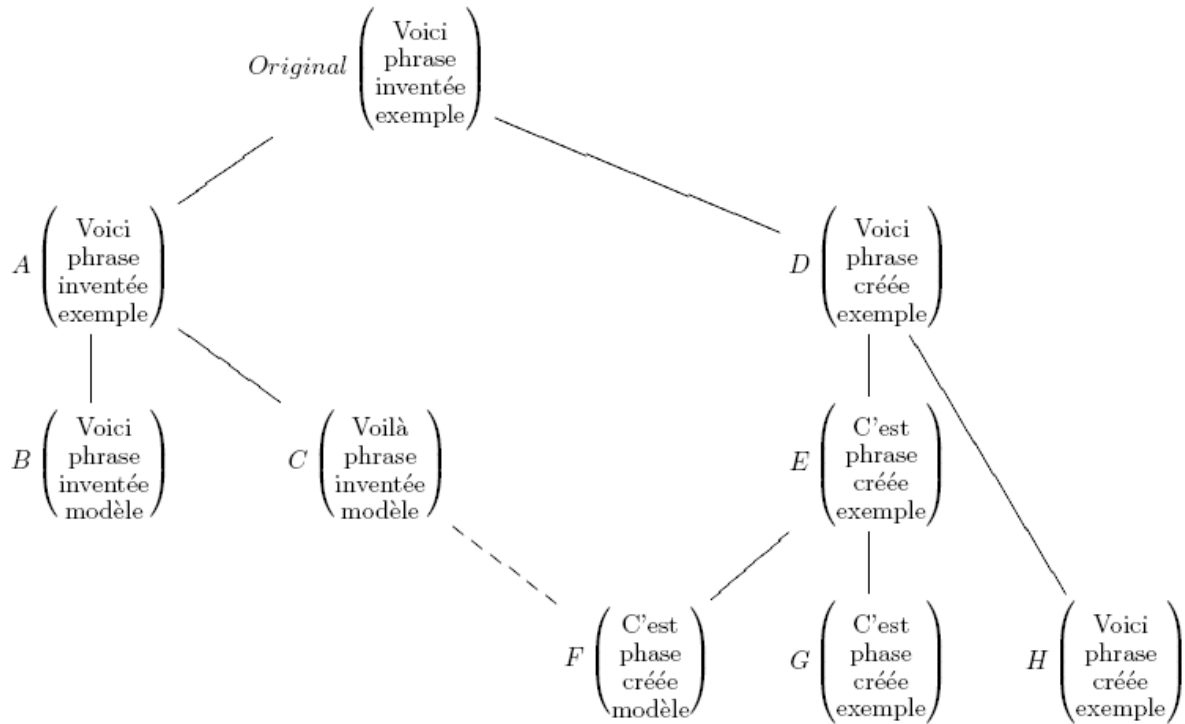 Original
Voici
phrase
inventée
exemple
A
Voici
phrase
inventée
exemple
D
Voici
phrase
créée
exemple
B
Voici
phrase
inventée
modèle
C
Voilà
phrase
inventée
modèle
E
C'est
phrase
créée
exemple
F
C'est
phase
créée
modèle
G
C'est
phase
créée
exemple
H
Voici
phrase
créée
exemple